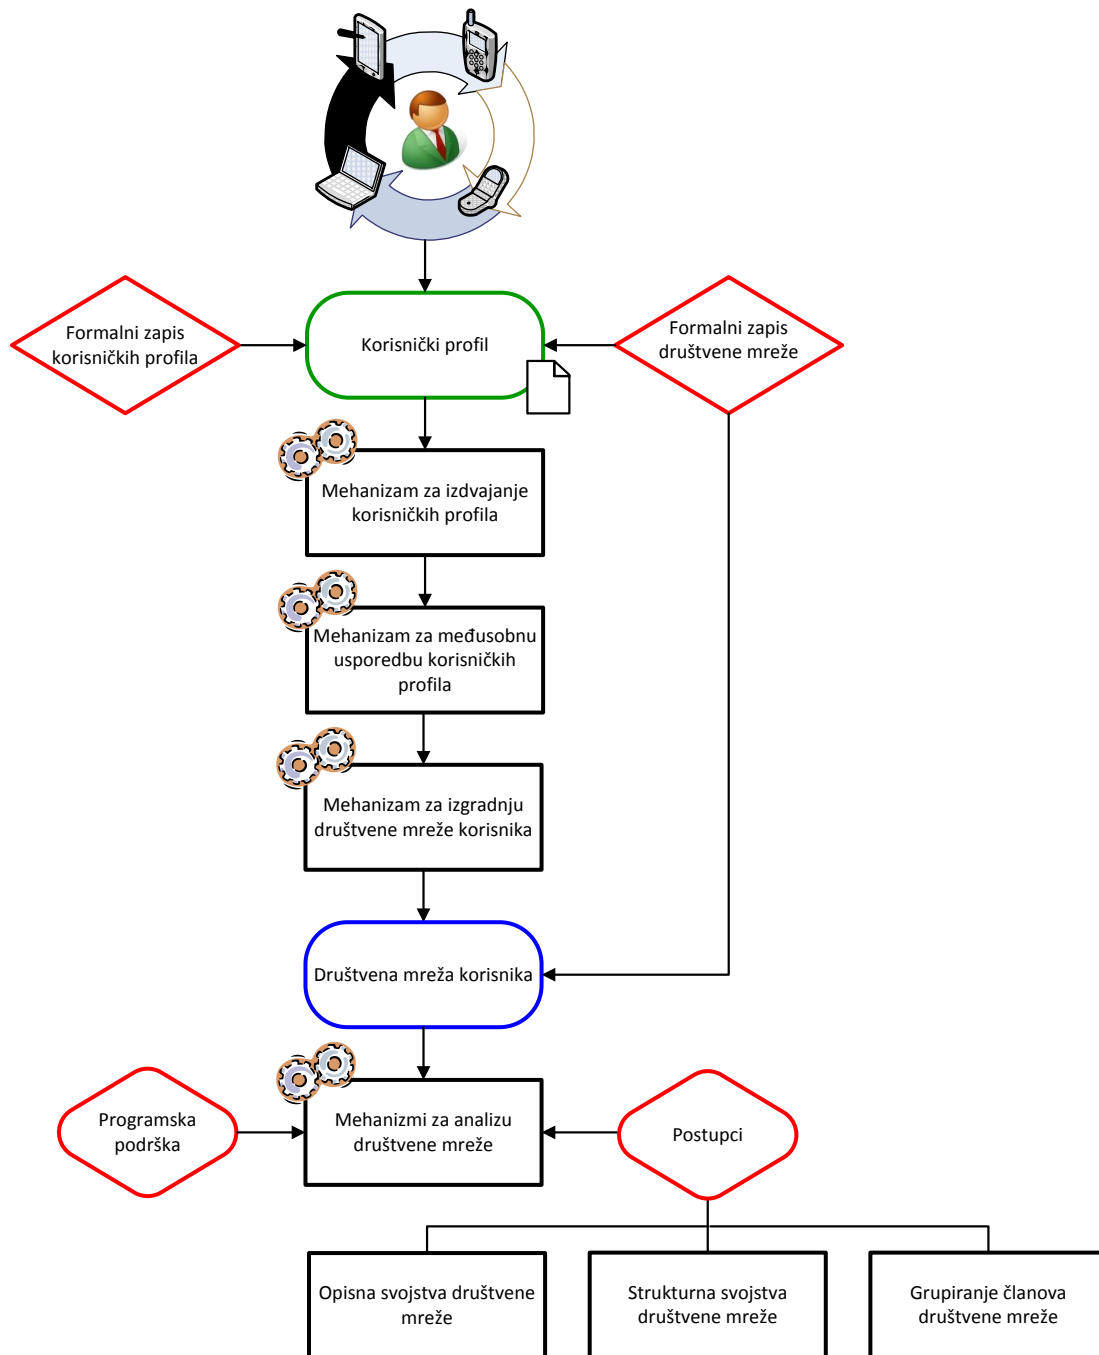 Formalni zapis
korisničkih profila
Korisnički profil
Formalni zapis
društvene mreže
Mehanizam za izdvajanje
korisničkih profila
Mehanizam za međusobnu
usporedbu korisničkih
profila
Mehanizam za izgradnju
društvene mreže korisnika
Društvena mreža korisnika
Programska
podrška
Mehanizmi za analizu
društvene mreže
Postupci
Opisna svojstva društvene
mreže
Strukturna svojstva
društvene mreže
Grupiranje članova
društvene mreže